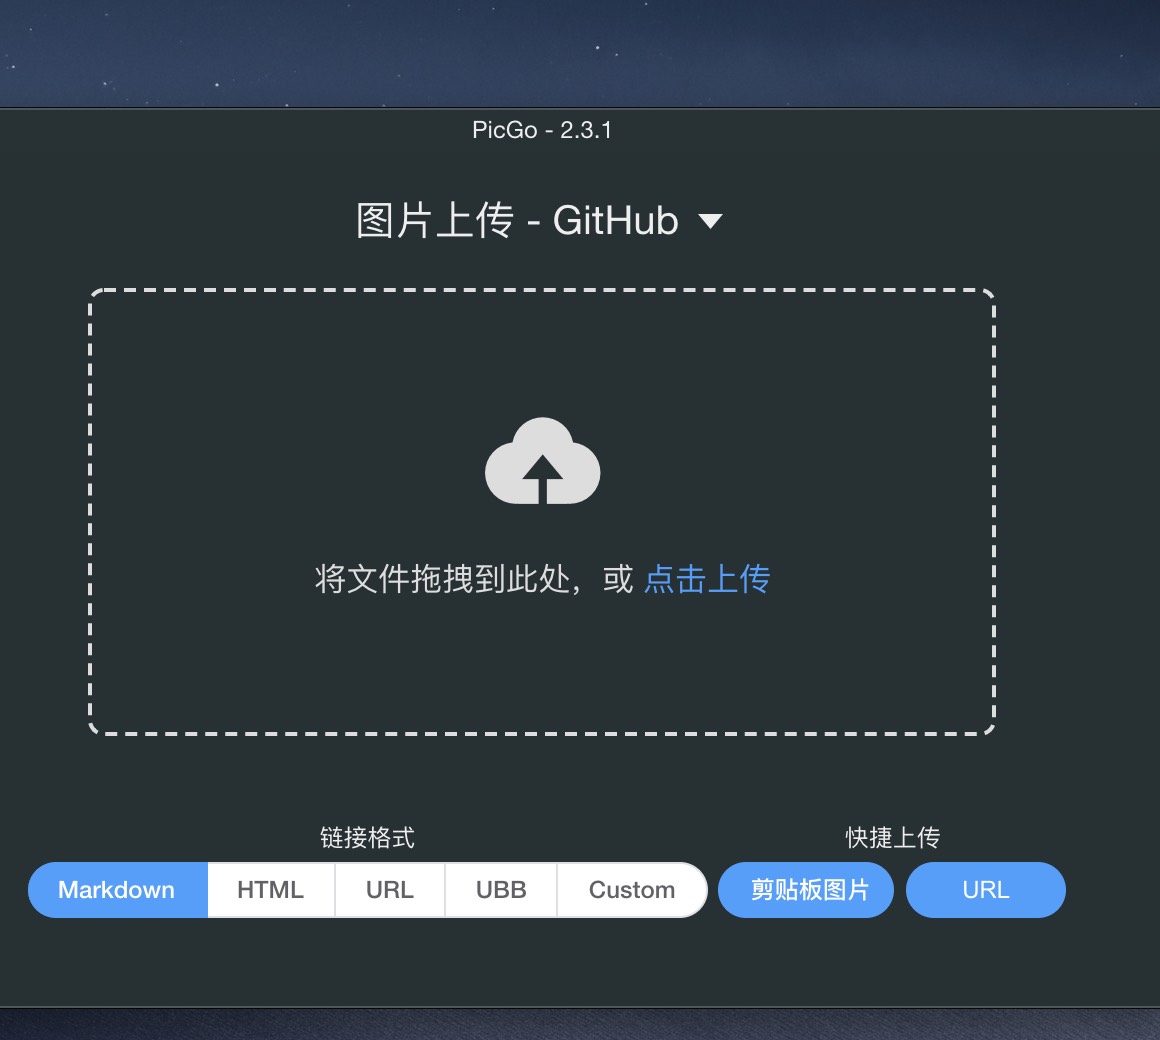 PicGo - 2.3.1
图片上传 - GitHub
将文件拖拽到此处，或 点击上传
链接格式
快捷上传
Markdown HTML URL UBB Custom 剪贴板图片 URL